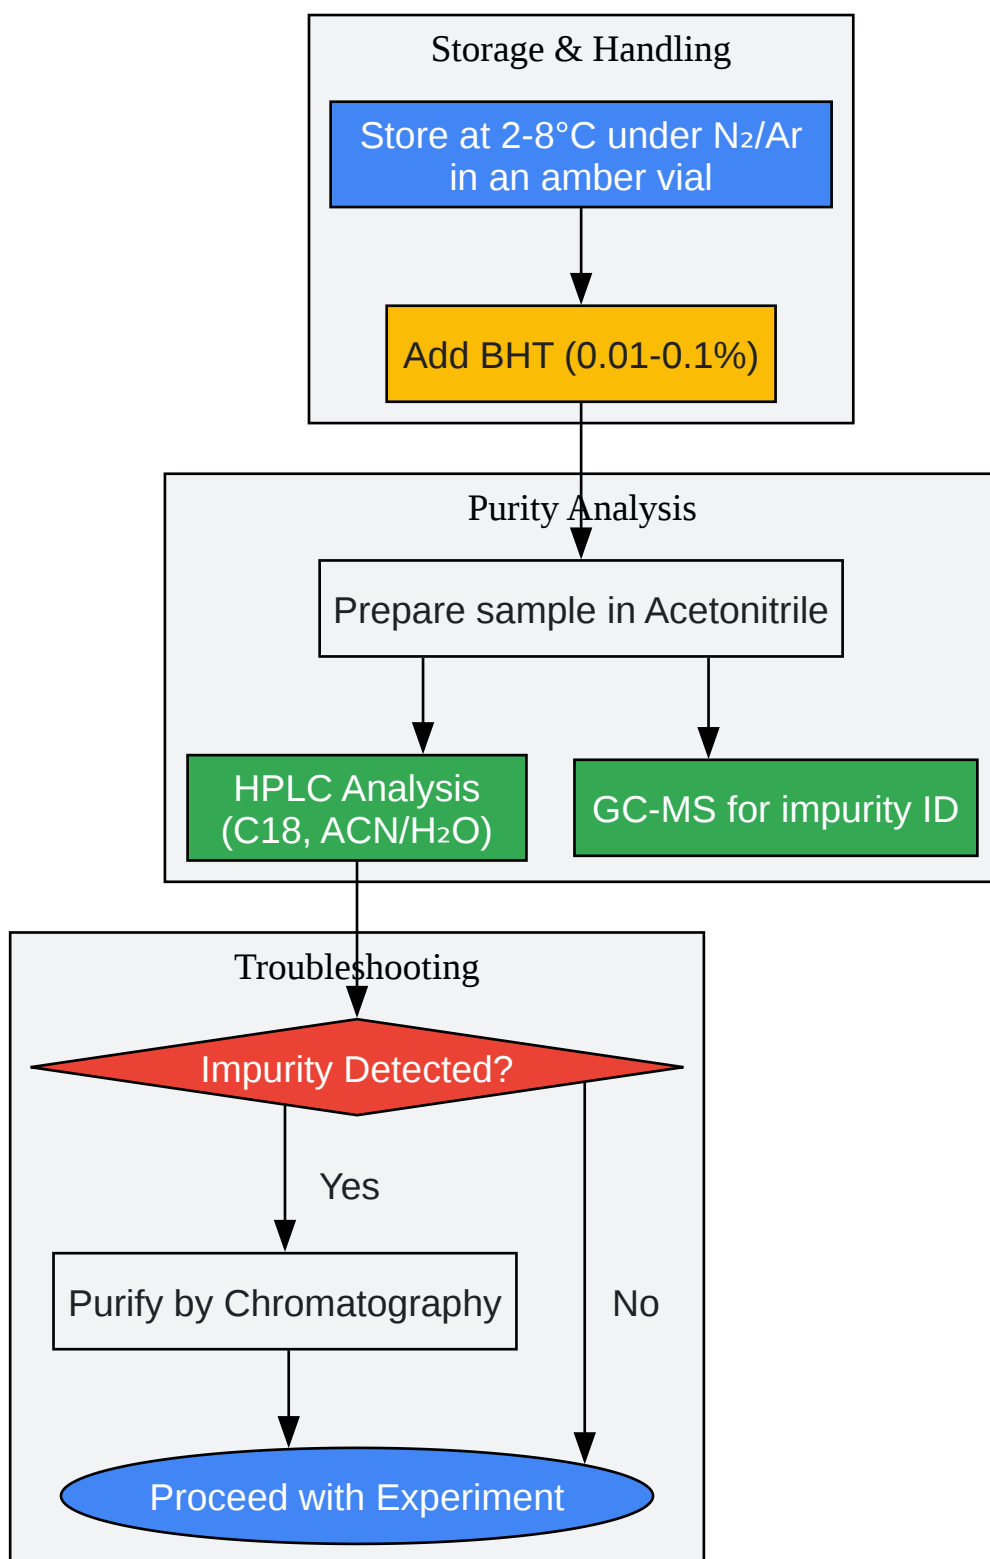 Storage & Handling
Store at 2-8°C under N₂/Ar
in an amber vial
Add BHT (0.01-0.1%)
Purity Analysis
Prepare sample in Acetonitrile
HPLC Analysis
(C18, ACN/H₂O)
GC-MS for impurity ID
Troubleshooting
Impurity Detected?
Yes
Purify by Chromatography
No
Proceed with Experiment